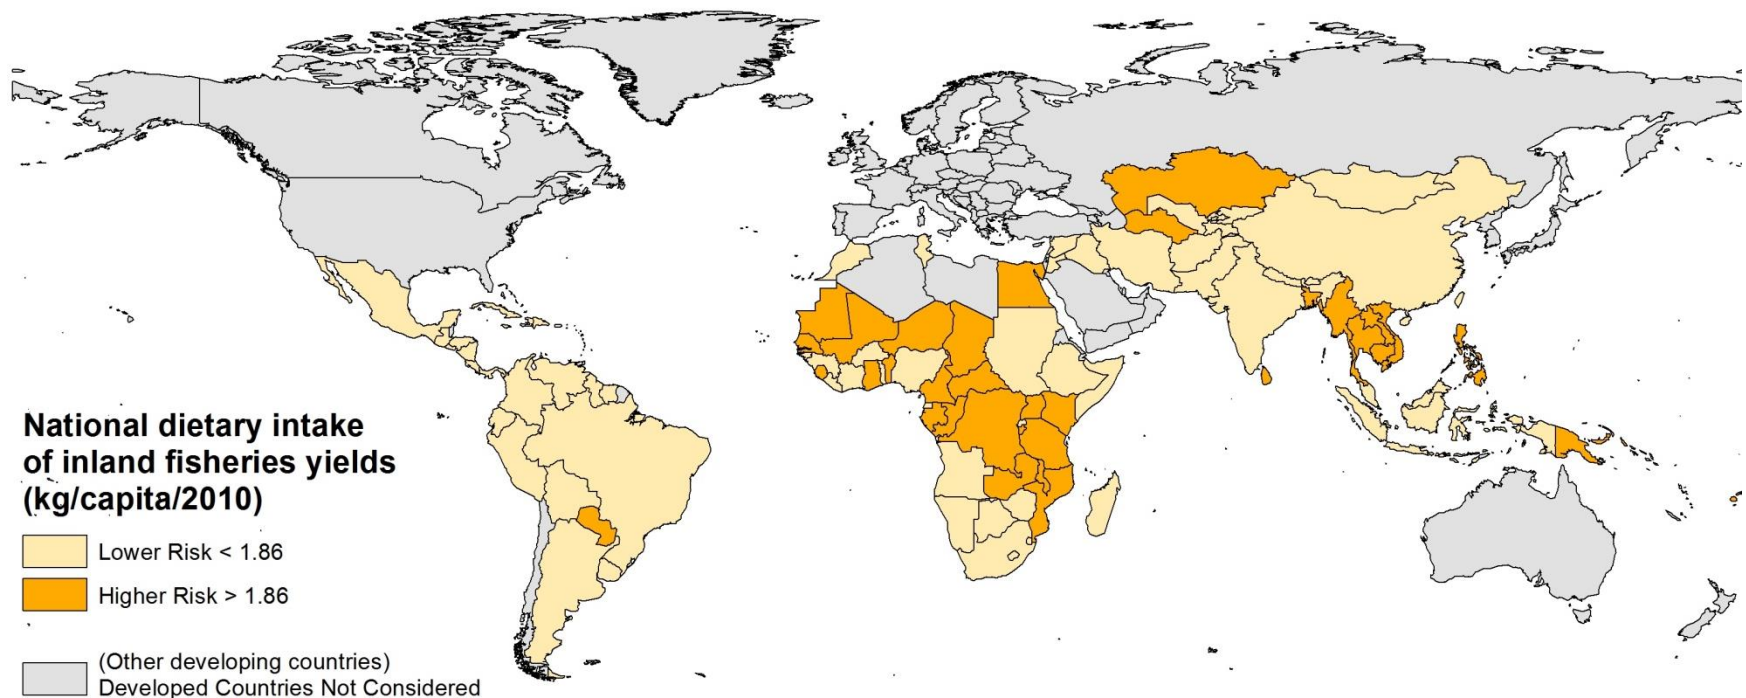 National dietary intake
of inland fisheries yields
(kg/capita/2010)
Lower Risk < 1.86
Higher Risk > 1.86
(Other developing countries)
Developed Countries Not Considered